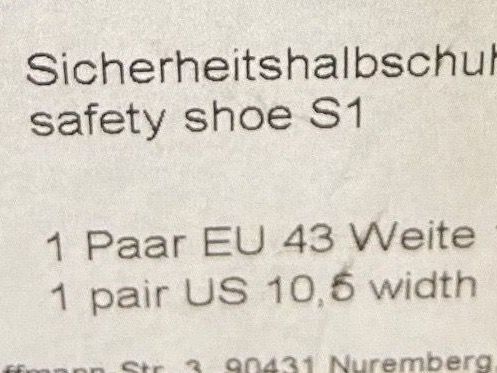 Sicherheitshalbschuh
safety shoe S1
1 Paar EU 43 Weite
1 pair US 10,5 width
Str. 3, 90431 Nuremberg